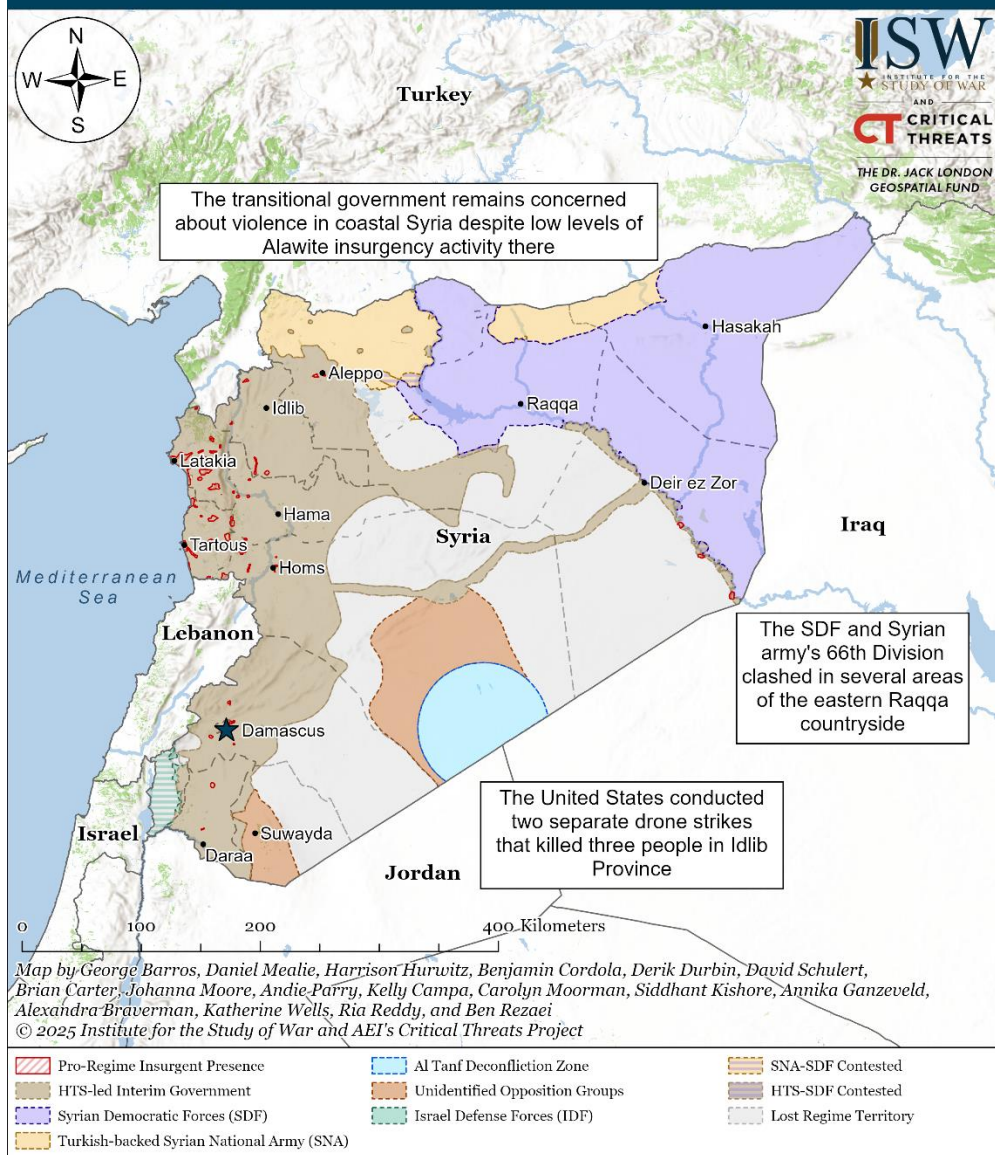 N
W
E
S
ISW
INSTITUTE FOR THE
STUDY OF WAR
AND
CT CRITICAL
THREATS
THE DR. JACK LONDON
GEOSPATIAL FUND
Turkey
The transitional government remains concerned
about violence in coastal Syria despite low levels of
Alawite insurgency activity there
Hasakah
Aleppo
Idlib
Raqqa
Latakia
Deir ez Zor
Hama
Syria
Iraq
Tartous
Homs
Mediterranean
Sea
Lebanon
The SDF and Syrian
army's 66th Division
clashed in several areas
of the eastern Raqqa
countryside
Damascus
The United States conducted
two separate drone strikes
that killed three people in Idlib
Province
Israel
Suwayda
Daraa
Jordan
0 100 200 400 Kilometers
Map by George Barros, Daniel Mealie, Harrison Hurwitz, Benjamin Cordola, Derik Durbin, David Schulert,
Brian Carter, Johanna Moore, Andie Parry, Kelly Campa, Carolyn Moorman, Siddhant Kishore, Annika Ganzeveld,
Alexandra Braverman, Katherine Wells, Ria Reddy, and Ben Rezaei
© 2025 Institute for the Study of War and AEI's Critical Threats Project
Pro-Regime Insurgent Presence
HTS-led Interim Government
Syrian Democratic Forces (SDF)
Turkish-backed Syrian National Army (SNA)
Al Tanf Deconfliction Zone
Unidentified Opposition Groups
Israel Defense Forces (IDF)
SNA-SDF Contested
HTS-SDF Contested
Lost Regime Territory